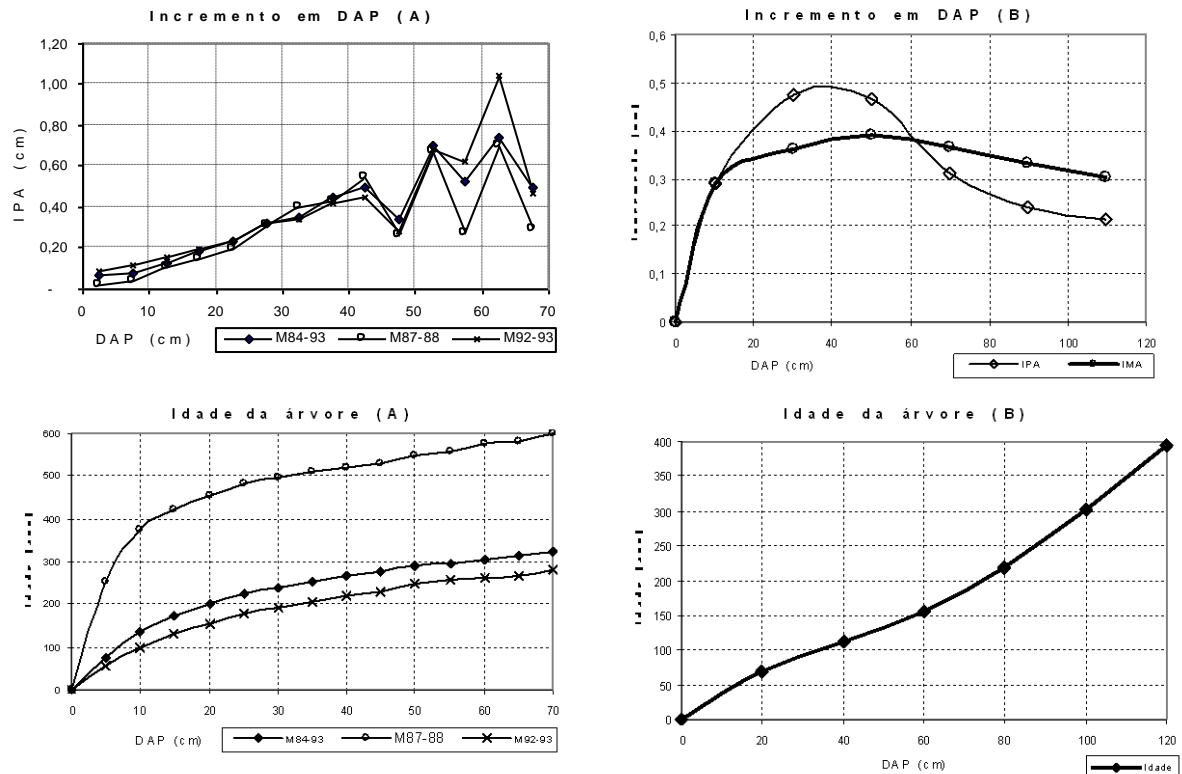 Incremento em DAP (A)
1,20
1,00
0,80
0,60
0,40
0,20
-
IPA (cm)
0 10 20 30 40 50 60 70
DAP (cm)
M84-93 M87-88 M92-93
Incremento em DAP (B)
0,6
0,5
0,4
0,3
0,2
0,1
0
0 20 40 60 80 100 120
DAP (cm)
IPA IMA
Idade da árvore (A)
600
500
400
300
200
100
0
0 10 20 30 40 50 60 70
DAP (cm)
M84-93 M87-88 M92-93
Idade da árvore (B)
400
350
300
250
200
150
100
50
0
0 20 40 60 80 100 120
DAP (cm)
Idade